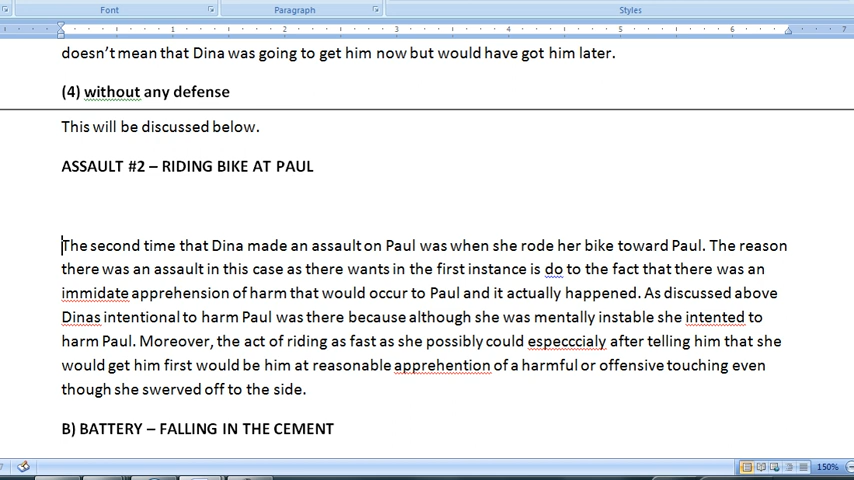 Font Paragraph Styles
1 2 3 4 5 6 7
doesn't mean that Dina was going to get him now but would have got him later.
(4) without any defense
This will be discussed below.
ASSAULT #2 – RIDING BIKE AT PAUL
The second time that Dina made an assault on Paul was when she rode her bike toward Paul. The reason
there was an assault in this case as there wants in the first instance is do to the fact that there was an
immidate apprehension of harm that would occur to Paul and it actually happened. As discussed above
Dinas intentional to harm Paul was there because although she was mentally instable she intented to
harm Paul. Moreover, the act of riding as fast as she possibly could especccialy after telling him that she
would get him first would be him at reasonable apprehention of a harmful or offensive touching even
though she swerved off to the side.
B) BATTERY – FALLING IN THE CEMENT
150%